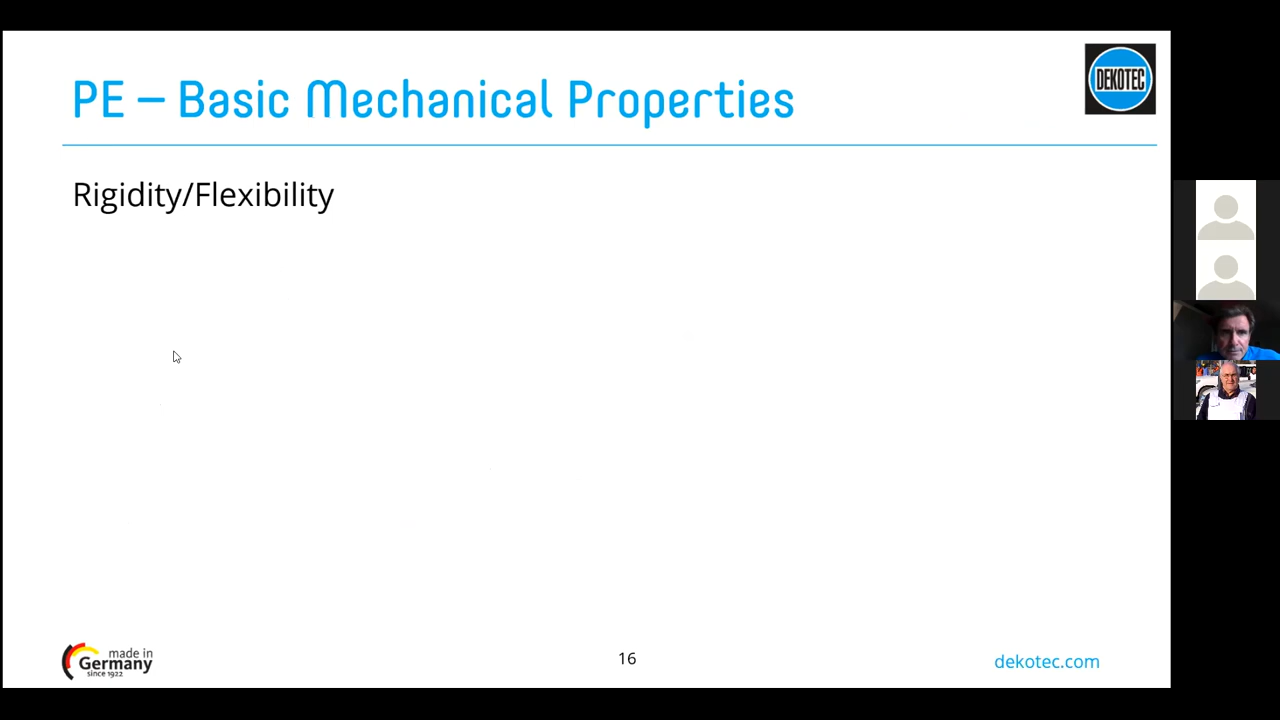 PE – Basic Mechanical Properties
DEKOTEC
Rigidity/Flexibility
made in
Germany
since 1922
16
dekotec.com